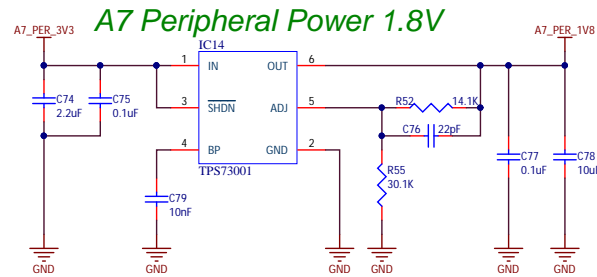 A7 Peripheral Power 1.8V
A7_PER_3V3
A7_PER_1V8
IC14
1
IN
OUT
6
C74
2.2uF
C75
0.1uF
3
SHDN
ADJ
5
R52
14.1K
C76
22pF
4
BP
GND
2
TPS73001
C79
10nF
R55
30.1K
C77
0.1uF
C78
10u
GND
GND
GND
GND
GND
GND